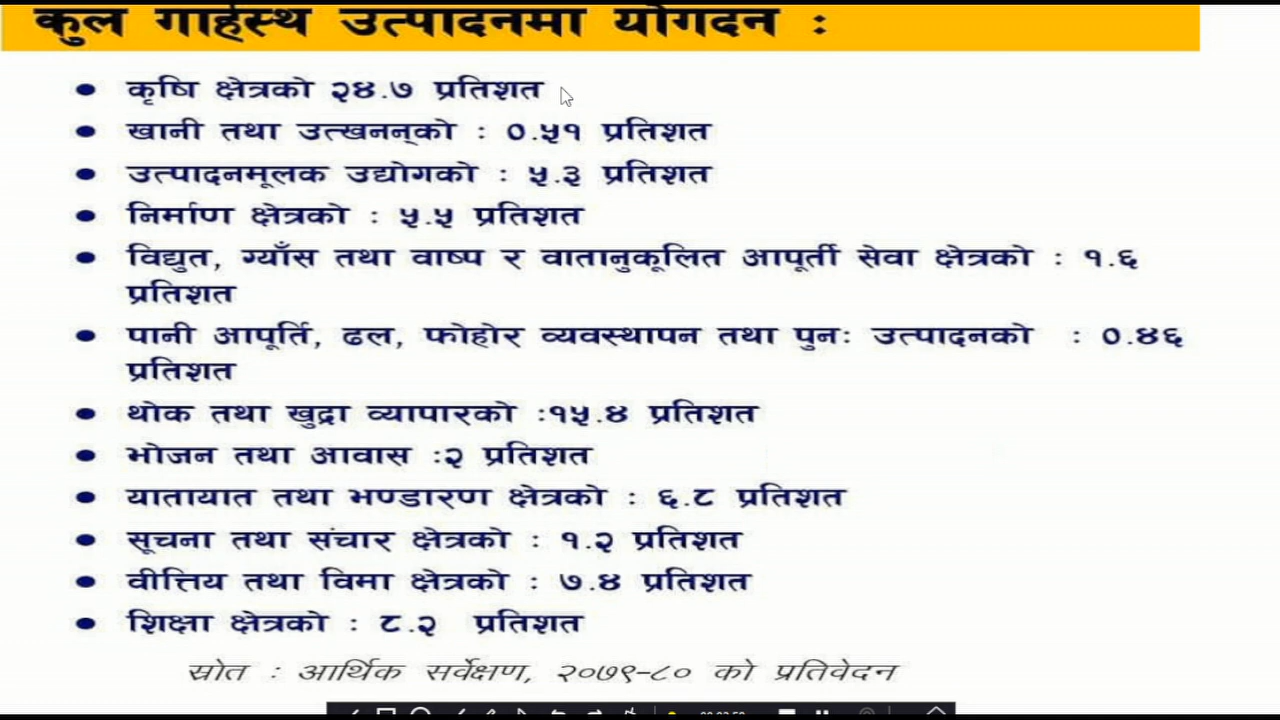 कुल गार्हस्थ उत्पादनमा योगदन :
• कृषि क्षेत्रको २४.७ प्रतिशत
• खानी तथा उत्खनन्को : ०.५१ प्रतिशत
• उत्पादनमूलक उद्योगको : ५.३ प्रतिशत
• निर्माण क्षेत्रको : ५.५ प्रतिशत
• विद्युत, ग्याँस तथा वाष्प र वातानुकूलित आपूर्ती सेवा क्षेत्रको : १.६
प्रतिशत
• पानी आपूर्ति, ढल, फोहोर व्यवस्थापन तथा पुनः उत्पादनको : ०.४६
प्रतिशत
• थोक तथा खुद्रा व्यापारको :१५.४ प्रतिशत
• भोजन तथा आवास :२ प्रतिशत
• यातायात तथा भण्डारण क्षेत्रको : ६.८ प्रतिशत
• सूचना तथा संचार क्षेत्रको : १.२ प्रतिशत
• वीत्तिय तथा विमा क्षेत्रको : ७.४ प्रतिशत
• शिक्षा क्षेत्रको : ८.२ प्रतिशत
स्रोत : आर्थिक सर्वेक्षण, २०७९-८० को प्रतिवेदन